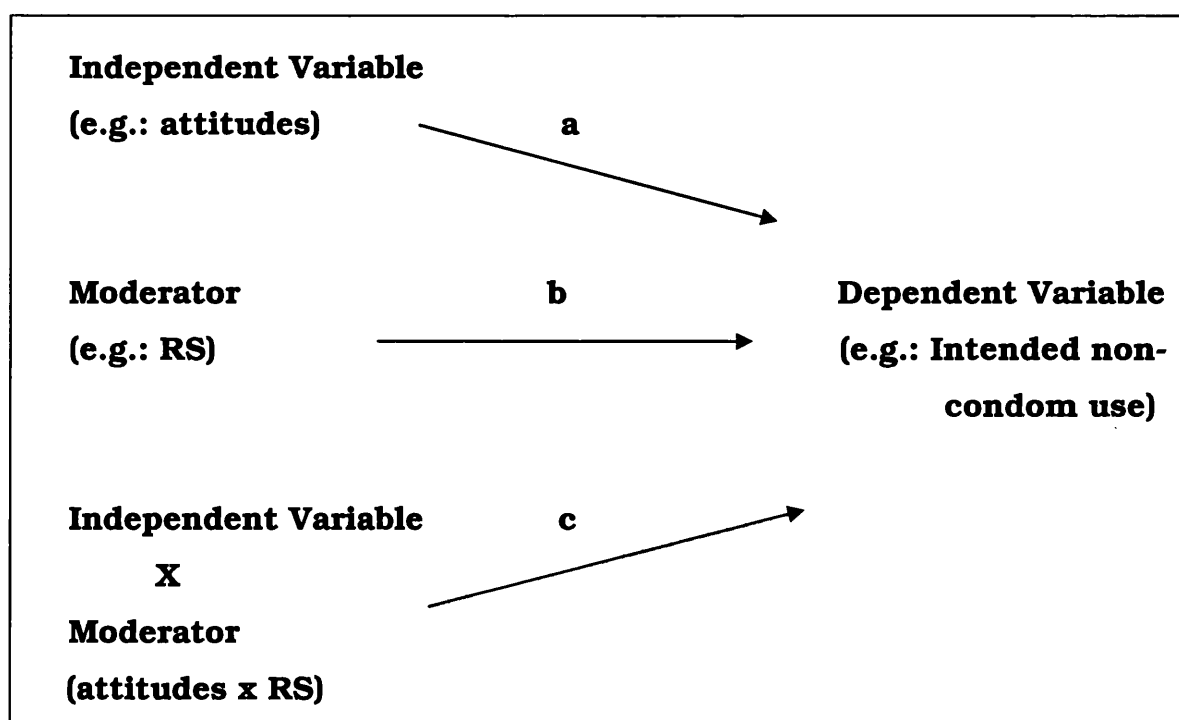 Independent Variable
(e.g.: attitudes) a
Moderator b Dependent Variable
(e.g.: RS) (e.g.: Intended non-
condom use)
Independent Variable c
X
Moderator
(attitudes x RS)